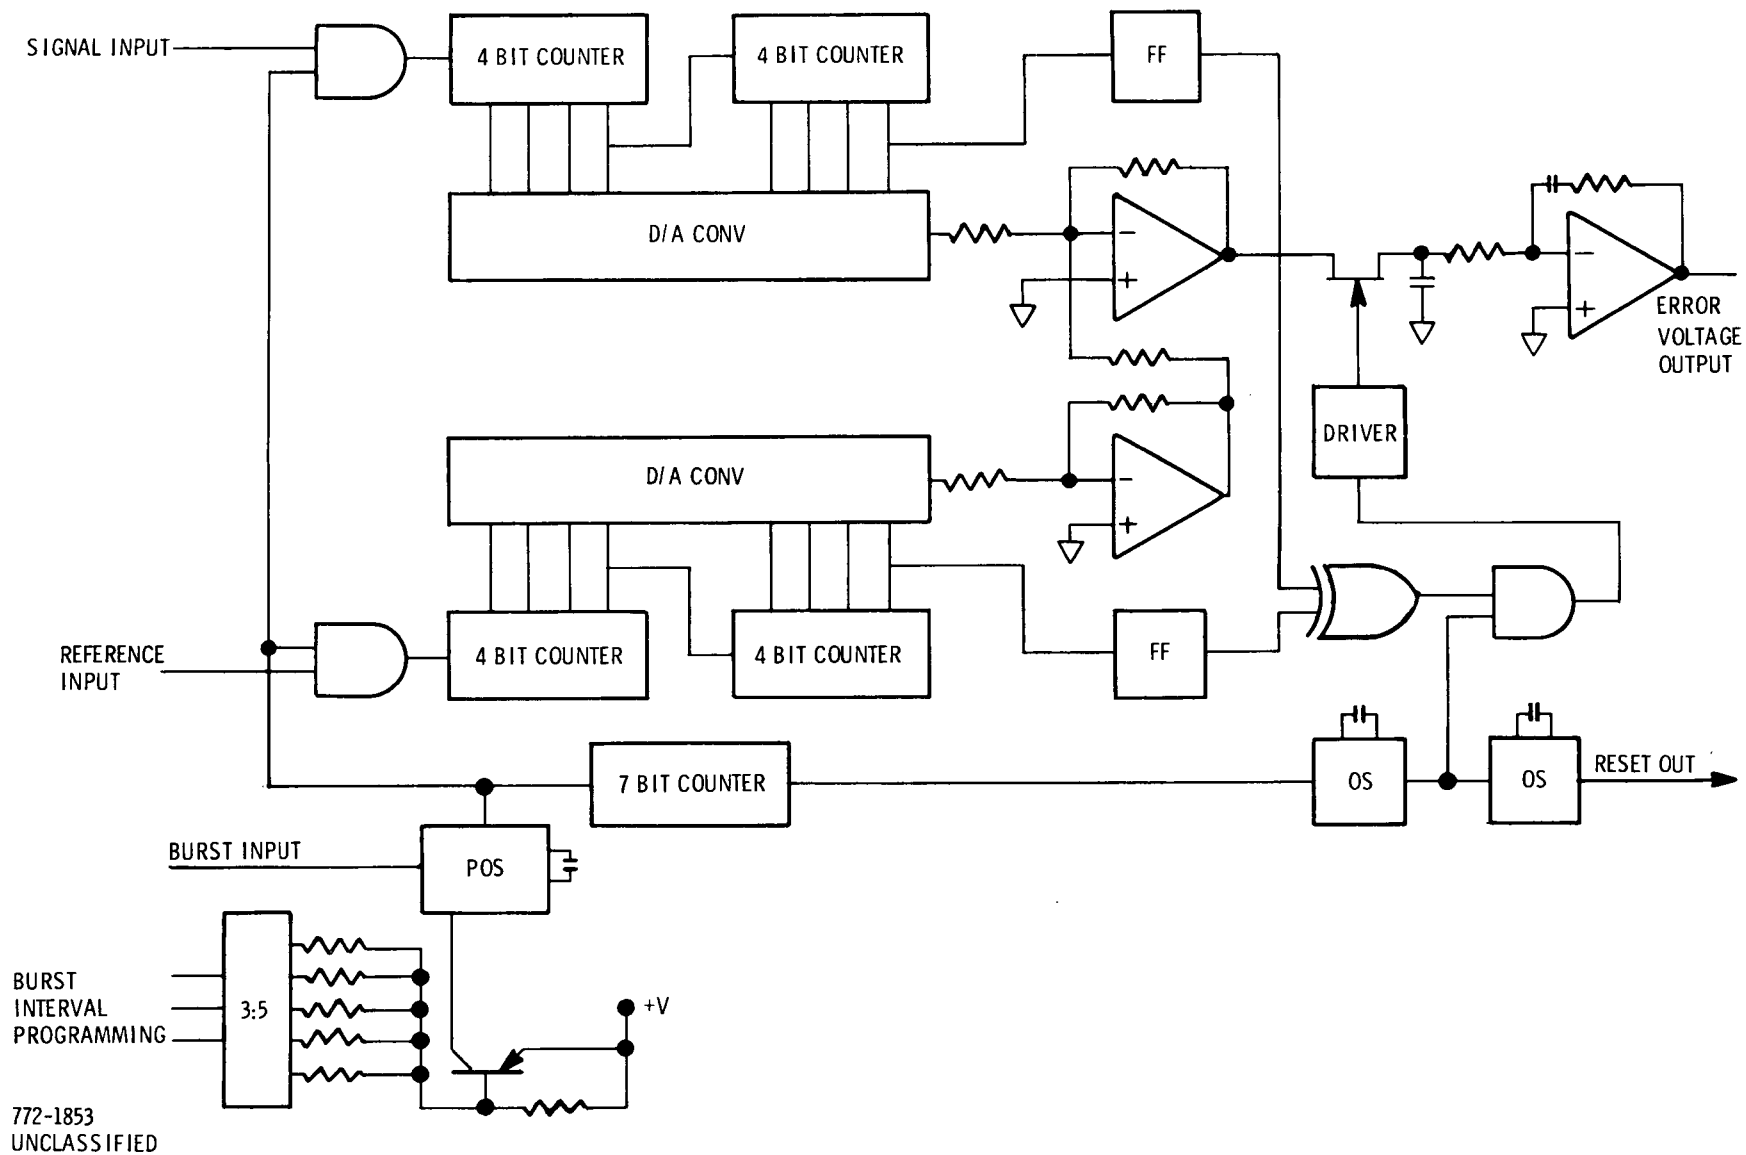 SIGNAL INPUT
4 BIT COUNTER
4 BIT COUNTER
FF
D/A CONV
−
+
−
+
ERROR
VOLTAGE
OUTPUT
DRIVER
D/A CONV
−
+
REFERENCE
INPUT
4 BIT COUNTER
4 BIT COUNTER
FF
7 BIT COUNTER
OS
OS
RESET OUT
BURST INPUT
POS
BURST
INTERVAL
PROGRAMMING
3:5
+V
772-1853
UNCLASSIFIED